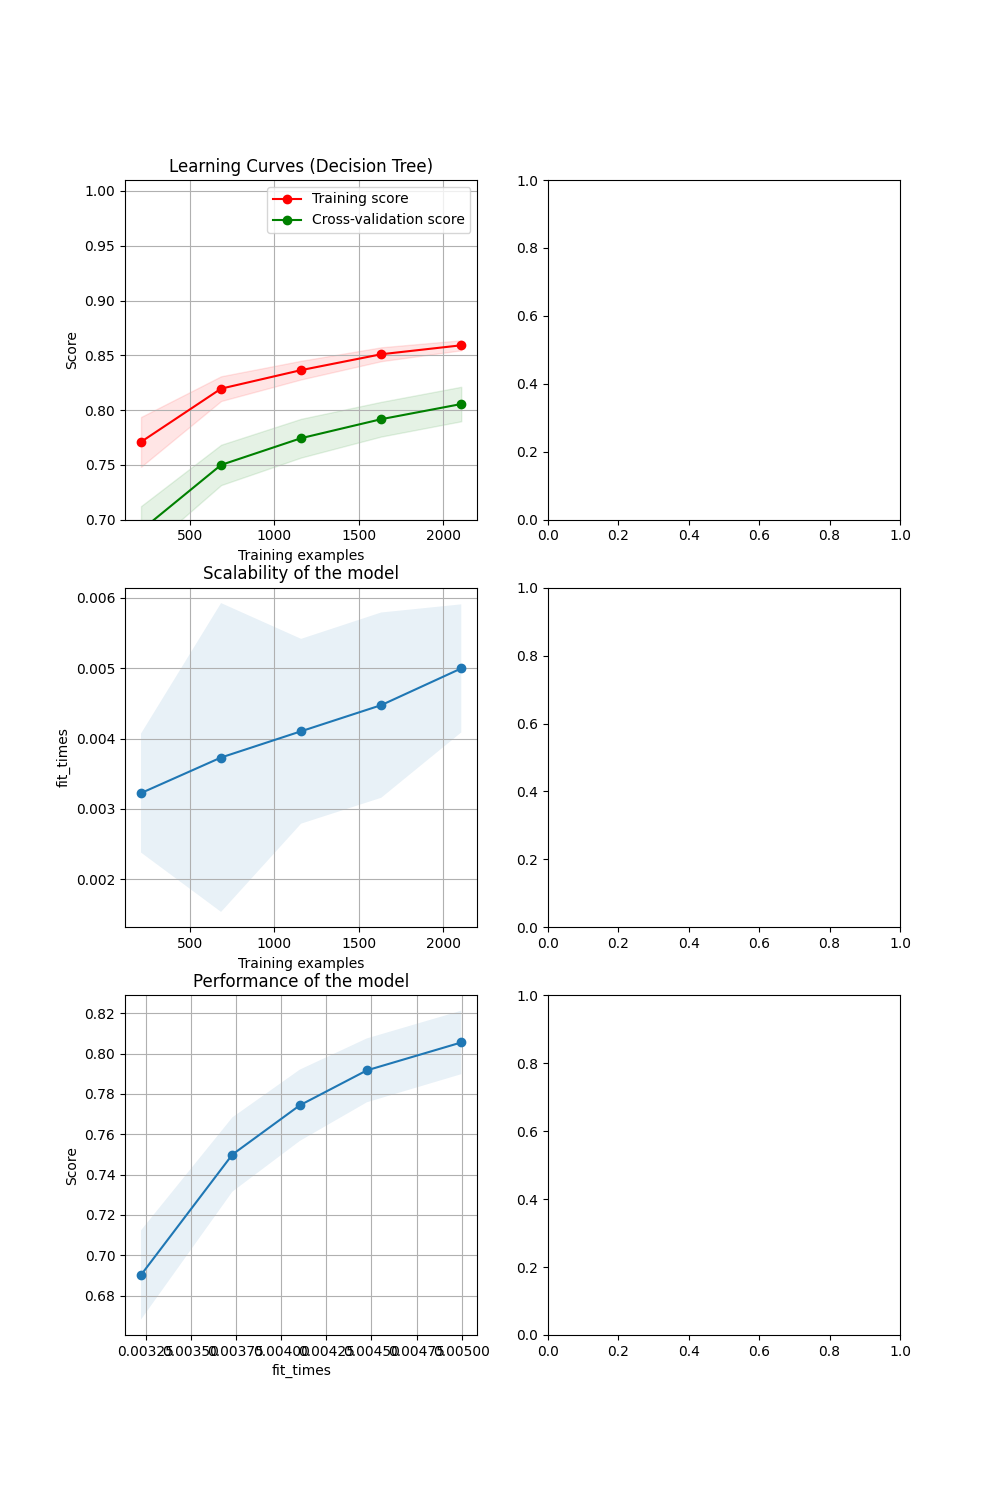 Learning Curves (Decision Tree)
Training score
Cross-validation score
1.00
0.95
0.90
0.85
0.80
0.75
0.70
Score
500 1000 1500 2000
Training examples
1.0
0.8
0.6
0.4
0.2
0.0
0.0 0.2 0.4 0.6 0.8 1.0
Scalability of the model
0.006
0.005
0.004
0.003
0.002
fit_times
500 1000 1500 2000
Training examples
1.0
0.8
0.6
0.4
0.2
0.0
0.0 0.2 0.4 0.6 0.8 1.0
Performance of the model
0.82
0.80
0.78
0.76
0.74
0.72
0.70
0.68
Score
0.00325 0.00350 0.00375 0.00400 0.00425 0.00450 0.00475 0.00500
fit_times
1.0
0.8
0.6
0.4
0.2
0.0
0.0 0.2 0.4 0.6 0.8 1.0